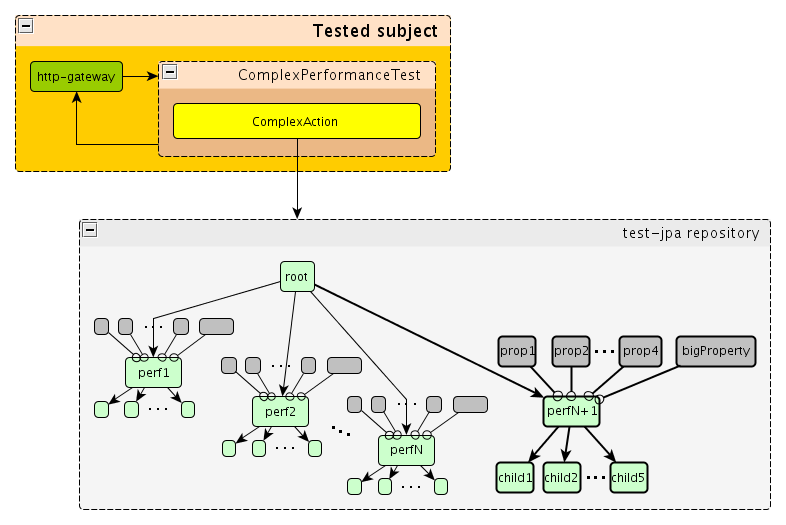 Tested subject
http-gateway
ComplexPerformanceTest
ComplexAction
test-jpa repository
root
prop1 prop2 ... prop4 bigProperty
...
perf1
...
perf2
perfN+1
...
...
...
perfN
...
child1 child2 ... child5
...